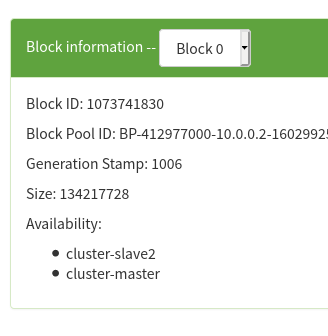 Block information -- Block 0
Block ID: 1073741830
Block Pool ID: BP-412977000-10.0.0.2-1602992
Generation Stamp: 1006
Size: 134217728
Availability:
cluster-slave2
cluster-master